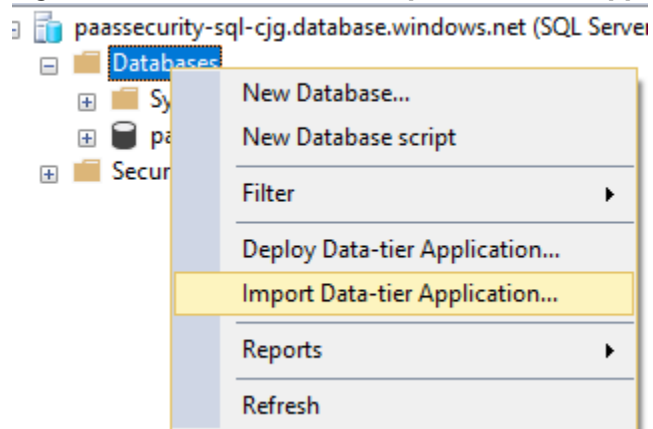 paassecurity-sql-cjg.database.windows.net (SQL Server
Databases
New Database...
New Database script
Secur
Filter
Deploy Data-tier Application...
Import Data-tier Application...
Reports
Refresh